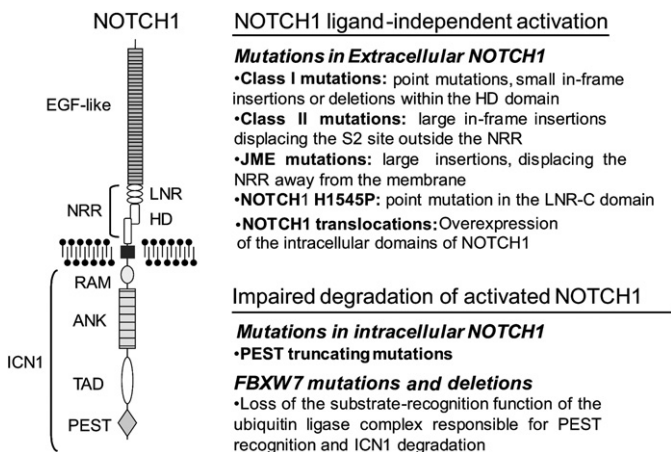 NOTCH1
EGF-like
LNR
NRR
HD
RAM
ANK
ICN1
TAD
PEST
NOTCH1 ligand-independent activation
Mutations in Extracellular NOTCH1
•Class I mutations: point mutations, small in-frame
insertions or deletions within the HD domain
•Class II mutations: large in-frame insertions
displacing the S2 site outside the NRR
•JME mutations: large insertions, displacing the
NRR away from the membrane
•NOTCH1 H1545P: point mutation in the LNR-C domain
•NOTCH1 translocations: Overexpression
of the intracellular domains of NOTCH1
Impaired degradation of activated NOTCH1
Mutations in intracellular NOTCH1
•PEST truncating mutations
FBXW7 mutations and deletions
•Loss of the substrate-recognition function of the
ubiquitin ligase complex responsible for PEST
recognition and ICN1 degradation